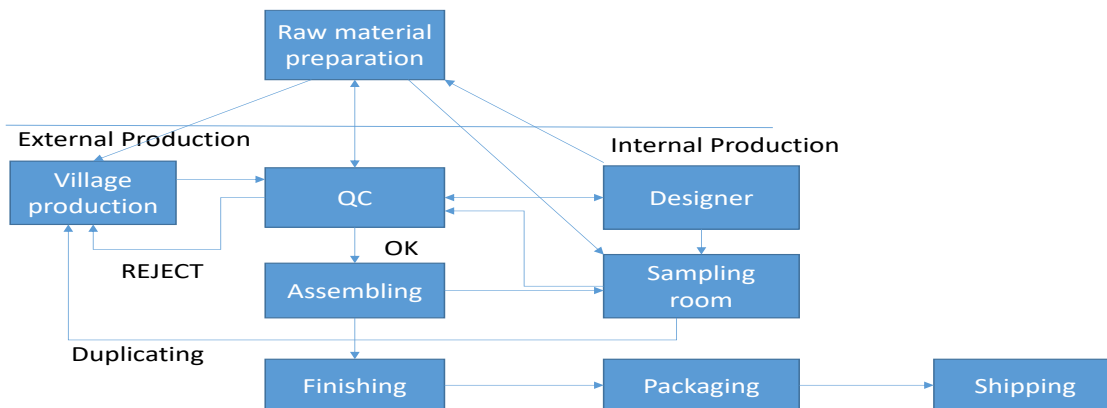 Raw material
preparation
External Production
Internal Production
Village
production
QC
Designer
OK
REJECT
Assembling
Sampling
room
Duplicating
Finishing
Packaging
Shipping